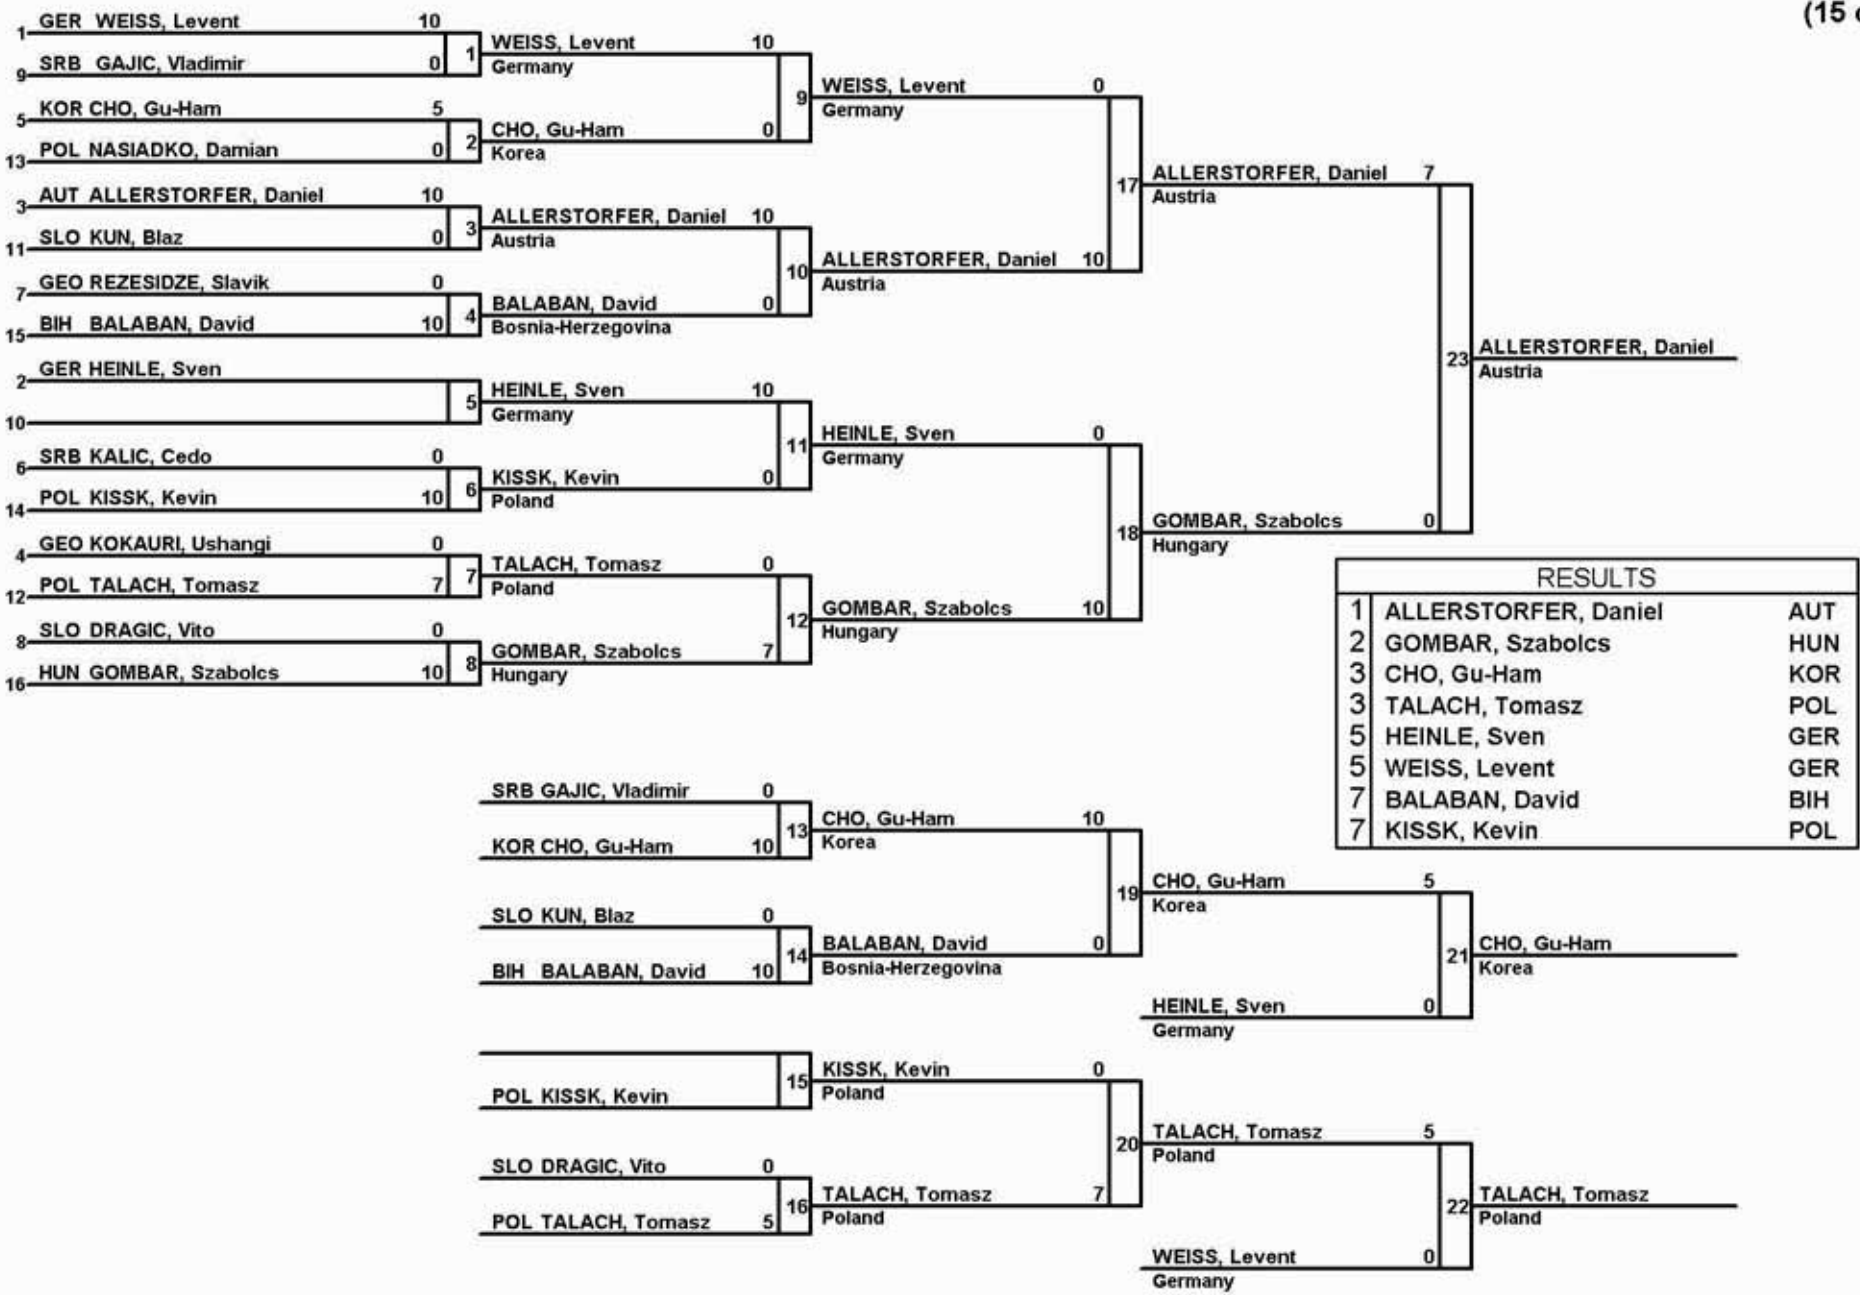 (15
1 GER WEISS, Levent 10
9 SRB GAJIC, Vladimir 0
5 KOR CHO, Gu-Ham 5
13 POL NASIADKO, Damian 0
3 AUT ALLERSTORFER, Daniel 10
11 SLO KUN, Blaz 0
7 GEO REZESIDZE, Slavik 0
15 BIH BALABAN, David 10
2 GER HEINLE, Sven
10
6 SRB KALIC, Cedo 0
14 POL KISSK, Kevin 10
4 GEO KOKAURI, Ushangi 0
12 POL TALACH, Tomasz 7
8 SLO DRAGIC, Vito 0
16 HUN GOMBAR, Szabolcs 10
1 WEISS, Levent 10
Germany
2 CHO, Gu-Ham 0
Korea
3 ALLERSTORFER, Daniel 10
Austria
4 BALABAN, David 0
Bosnia-Herzegovina
5 HEINLE, Sven 10
Germany
6 KISSK, Kevin 0
Poland
7 TALACH, Tomasz 0
Poland
8 GOMBAR, Szabolcs 7
Hungary
9 WEISS, Levent 0
Germany
10 ALLERSTORFER, Daniel 10
Austria
11 HEINLE, Sven 0
Germany
12 GOMBAR, Szabolcs 10
Hungary
17 ALLERSTORFER, Daniel 7
Austria
18 GOMBAR, Szabolcs 0
Hungary
23 ALLERSTORFER, Daniel
Austria
RESULTS
1 ALLERSTORFER, Daniel AUT
2 GOMBAR, Szabolcs HUN
3 CHO, Gu-Ham KOR
3 TALACH, Tomasz POL
5 HEINLE, Sven GER
5 WEISS, Levent GER
7 BALABAN, David BIH
7 KISSK, Kevin POL
SRB GAJIC, Vladimir 0
KOR CHO, Gu-Ham 10
SLO KUN, Blaz 0
BIH BALABAN, David 10
POL KISSK, Kevin
SLO DRAGIC, Vito 0
POL TALACH, Tomasz 5
13 CHO, Gu-Ham 10
Korea
14 BALABAN, David 0
Bosnia-Herzegovina
15 KISSK, Kevin 0
Poland
16 TALACH, Tomasz 7
Poland
19 CHO, Gu-Ham 5
Korea
HEINLE, Sven 0
Germany
20 TALACH, Tomasz 5
Poland
WEISS, Levent 0
Germany
21 CHO, Gu-Ham
Korea
22 TALACH, Tomasz
Poland